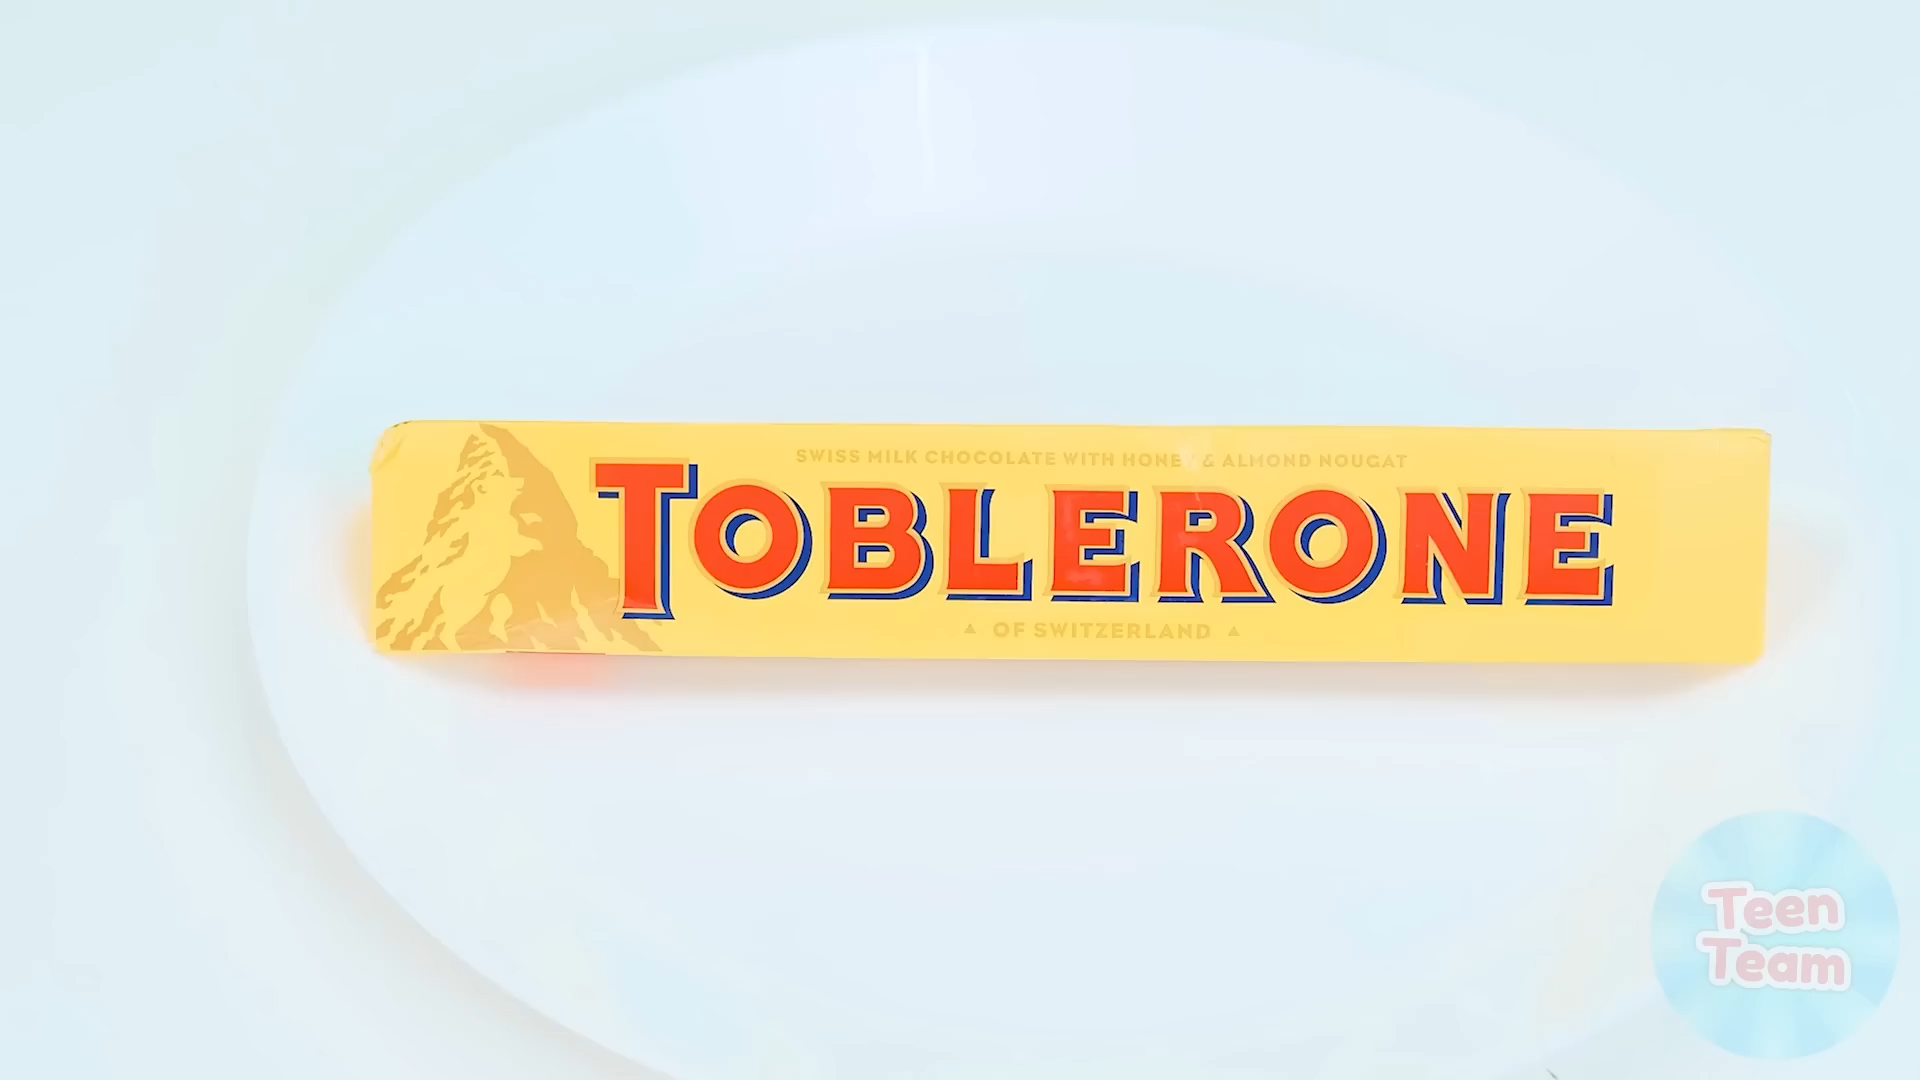 SWISS MILK CHOCOLATE WITH HONEY & ALMOND NOUGAT
TOBLERONE
OF SWITZERLAND
Teen
Team